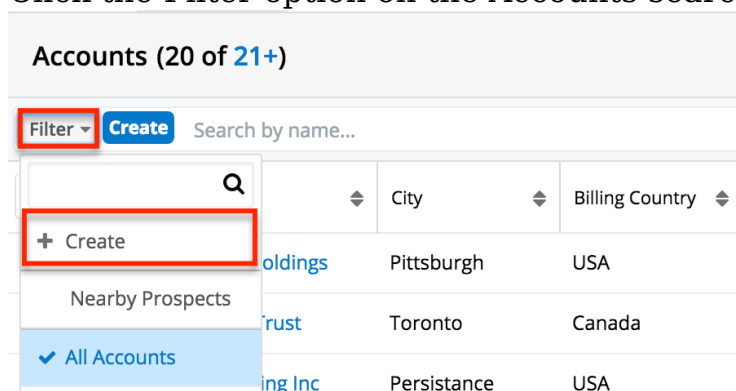 Accounts (20 of 21+)
Filter Create Search by name...
City Billing Country
+ Create
oldings Pittsburgh USA
Nearby Prospects
Trust Toronto Canada
All Accounts
ing Inc Persistance USA